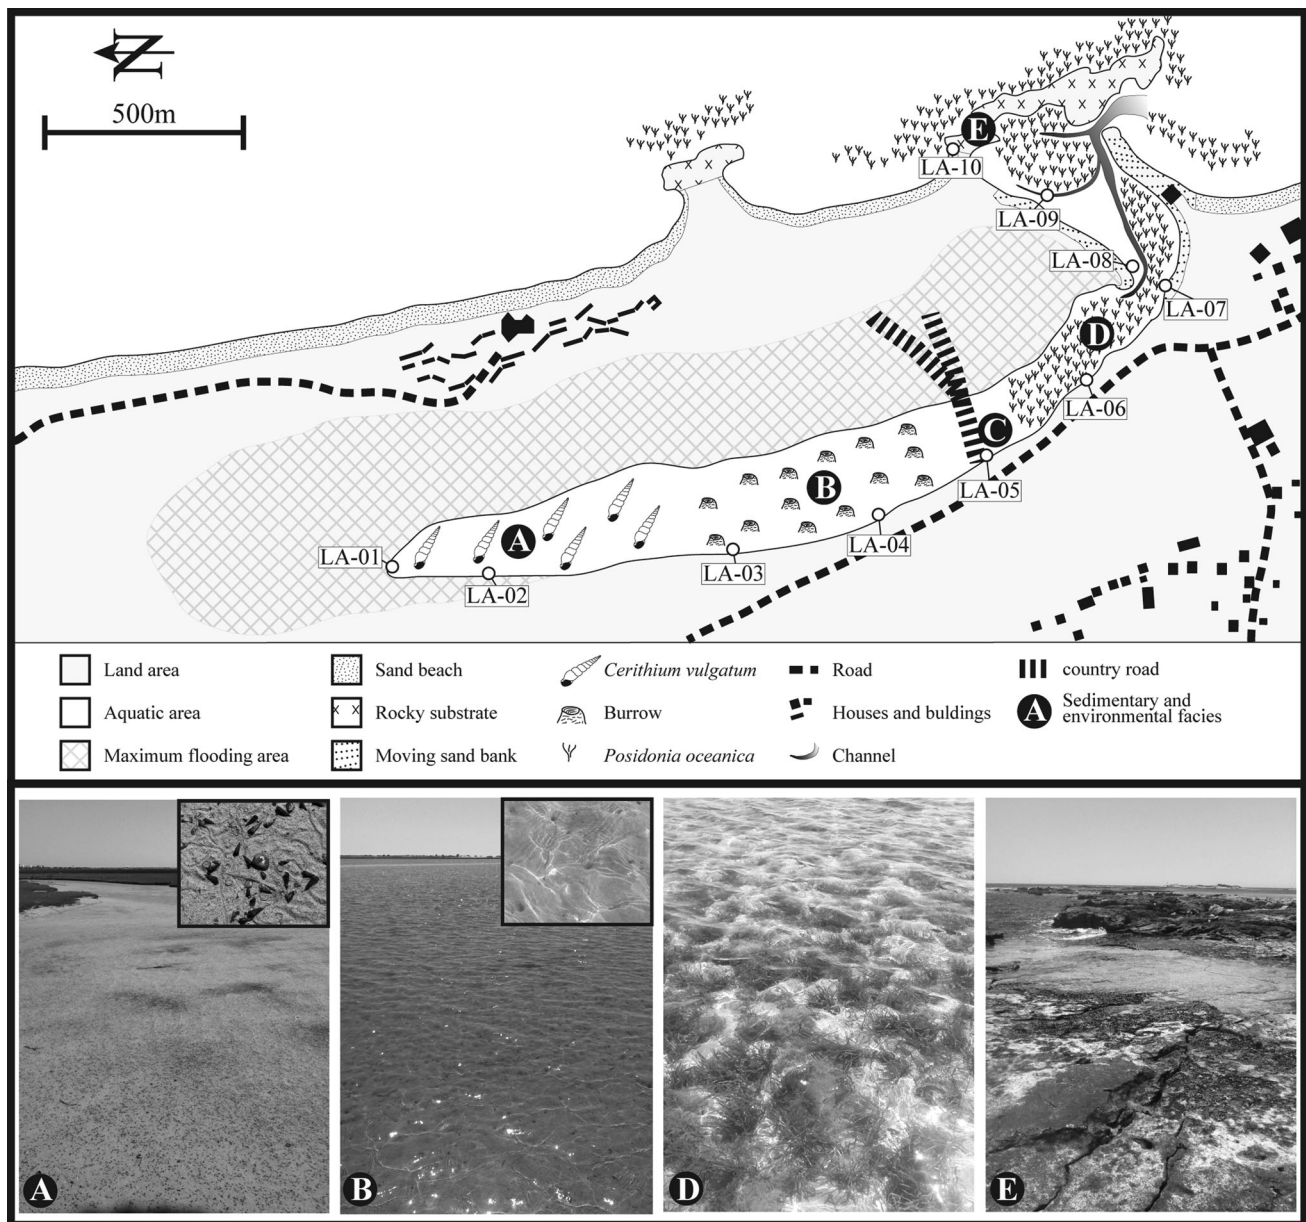 N
500m
E
LA-10
LA-09
LA-08
LA-07
D
LA-06
C
LA-05
B
LA-04
A
LA-01
LA-03
LA-02
Land area
Sand beach
Cerithium vulgatum
Road
country road
Aquatic area
Rocky substrate
Burrow
Houses and buldings
A
Sedimentary and
environmental facies
Maximum flooding area
Moving sand bank
Posidonia oceanica
Channel
A
B
D
E